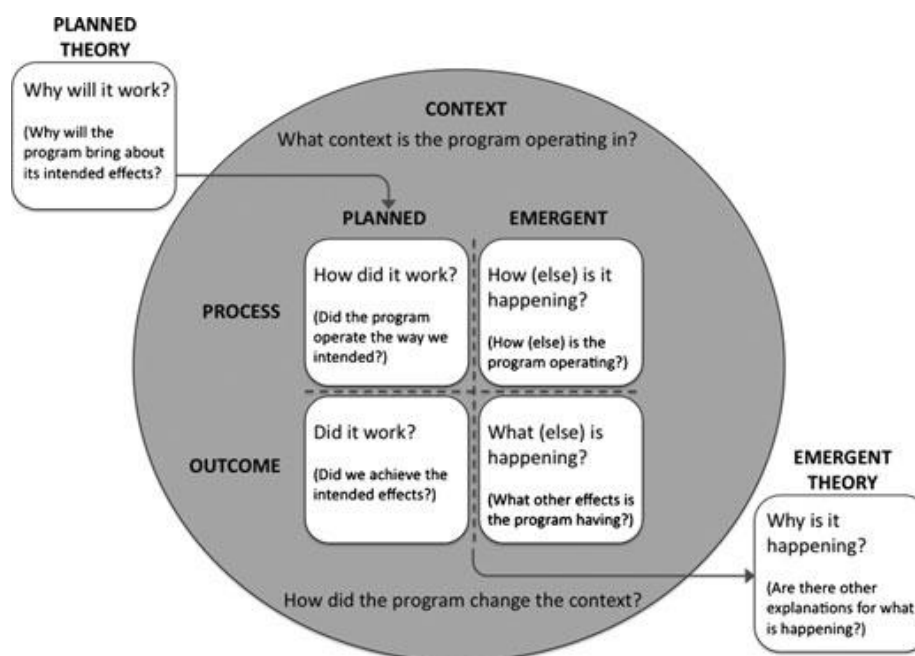 PLANNED
THEORY
Why will it work?
(Why will the
program bring about
its intended effects?
CONTEXT
What context is the program operating in?
PLANNED
EMERGENT
PROCESS
How did it work?
(Did the program
operate the way we
intended?)
How (else) is it
happening?
(How (else) is the
program operating?)
OUTCOME
Did it work?
(Did we achieve the
intended effects?)
What (else) is
happening?
(What other effects is
the program having?)
How did the program change the context?
EMERGENT
THEORY
Why is it
happening?
(Are there other
explanations for what
is happening?)